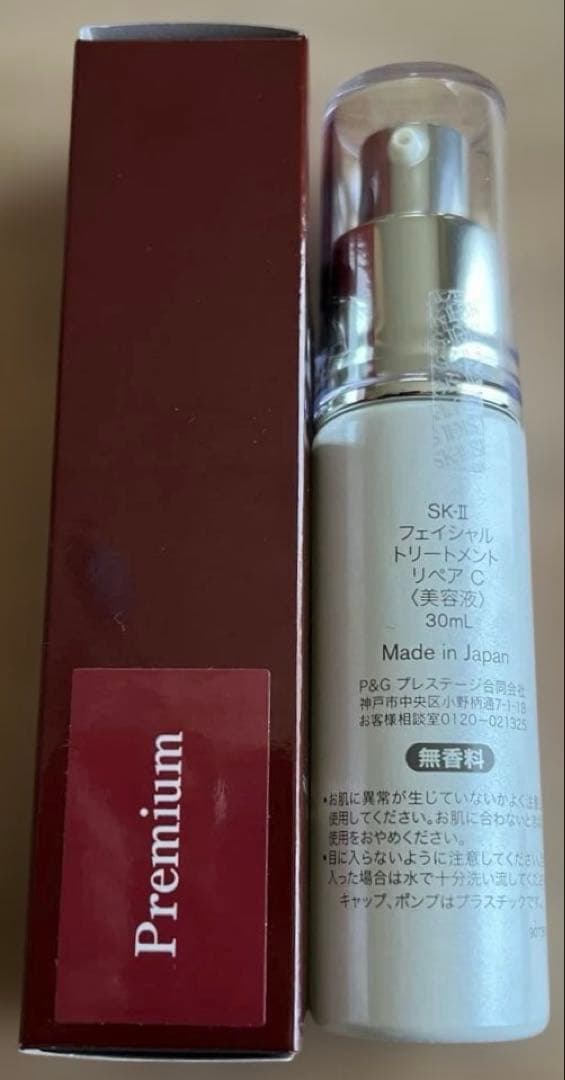 Premium
SK-II
フェイシャル
トリートメント
リペア C
〈美容液〉
30mL
Made in Japan
P&G プレステージ合同会社
神戸市中央区小野柄通7-1-18
お客様相談室0120-021325
無香料
・お肌に異常が生じていないかよく注意
使用してください。お肌に合わないと
使用をおやめください。
・目に入らないように注意してください
入った場合は水で十分洗い流してくだ
キャップ、ポンプはプラスチックです。